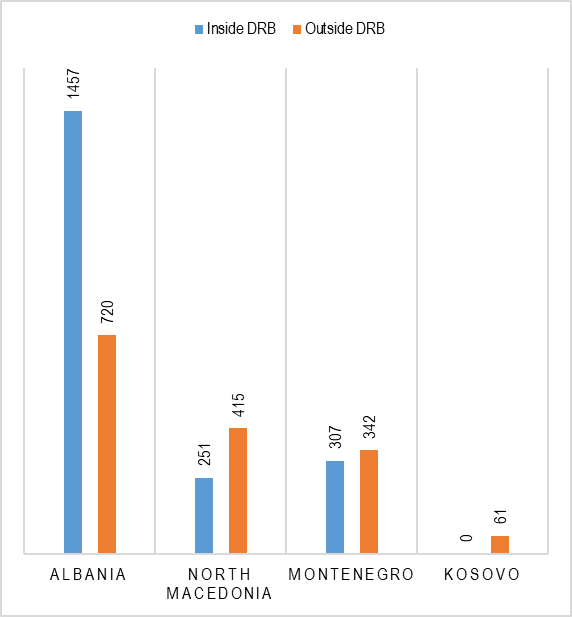 Inside DRB Outside DRB
1457
720
251
415
307
342
0
61
ALBANIA
NORTH
MACEDONIA
MONTENEGRO
KOSOVO